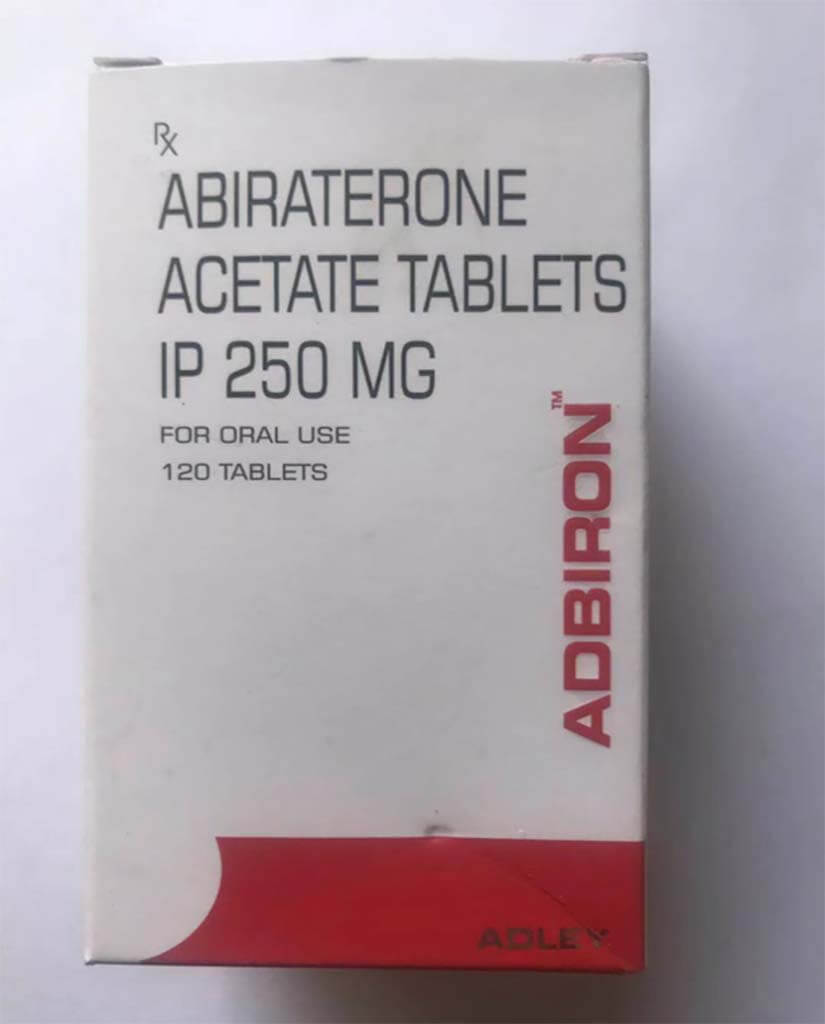 Rx
ABIRATERONE
ACETATE TABLETS
IP 250 MG
FOR ORAL USE
120 TABLETS
ADBIRON™
ADLEY